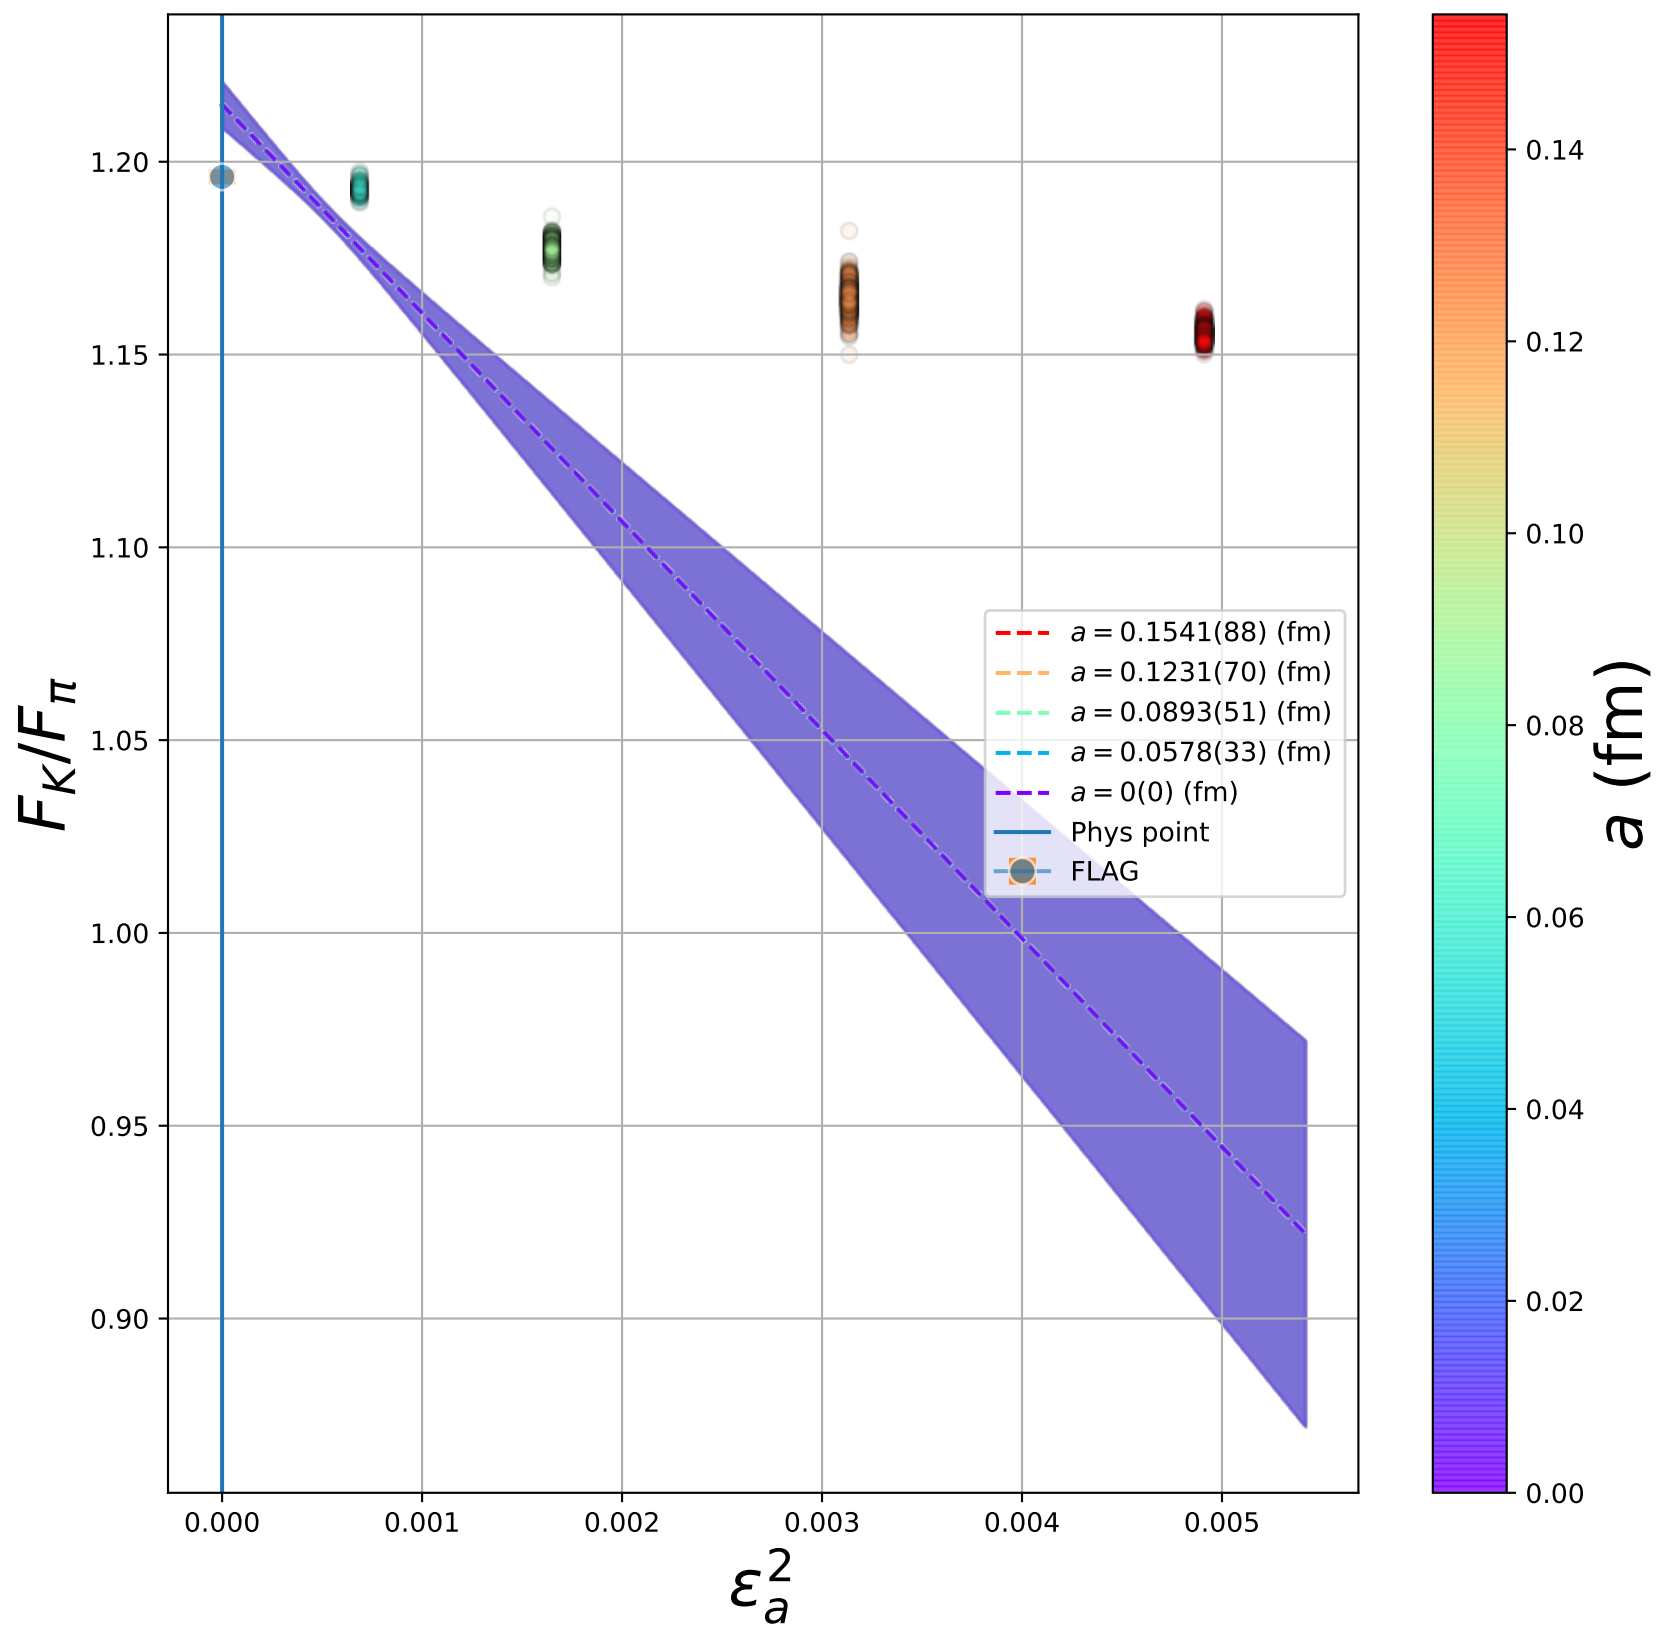 F_K/F_π
1.20
1.15
1.10
1.05
1.00
0.95
0.90
0.000 0.001 0.002 0.003 0.004 0.005
ε_a^2
a = 0.1541(88) (fm)
a = 0.1231(70) (fm)
a = 0.0893(51) (fm)
a = 0.0578(33) (fm)
a = 0(0) (fm)
Phys point
FLAG
0.14
0.12
0.10
0.08
0.06
0.04
0.02
0.00
a (fm)